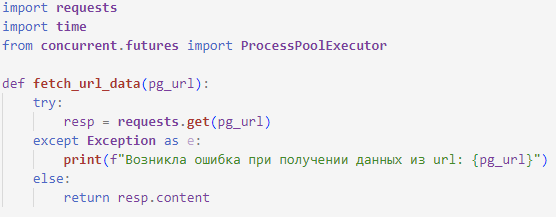 import requests
import time
from concurrent.futures import ProcessPoolExecutor

def fetch_url_data(pg_url):
    try:
        resp = requests.get(pg_url)
    except Exception as e:
        print(f"Возникла ошибка при получении данных из url: {pg_url}")
    else:
        return resp.content